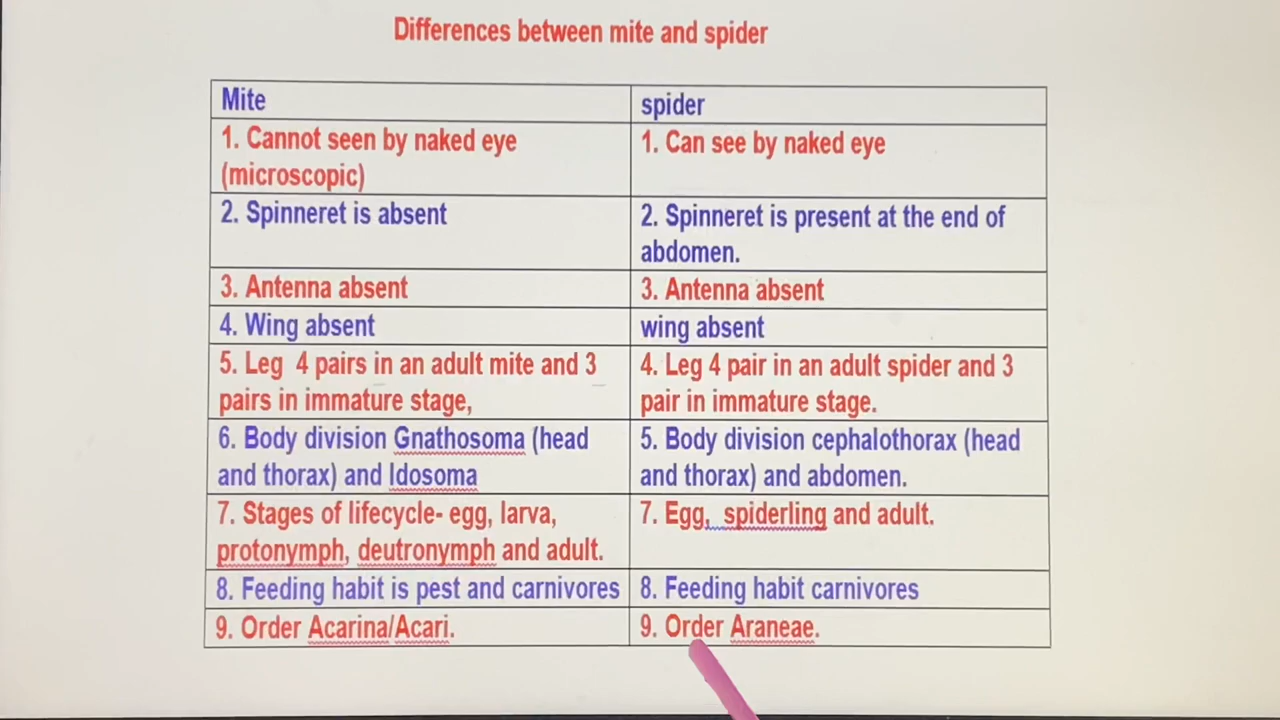 Differences between mite and spider
Mite
spider
1. Cannot seen by naked eye
(microscopic)
1. Can see by naked eye
2. Spinneret is absent
2. Spinneret is present at the end of
abdomen.
3. Antenna absent
3. Antenna absent
4. Wing absent
wing absent
5. Leg 4 pairs in an adult mite and 3
pairs in immature stage,
4. Leg 4 pair in an adult spider and 3
pair in immature stage.
6. Body division Gnathosoma (head
and thorax) and Idosoma
5. Body division cephalothorax (head
and thorax) and abdomen.
7. Stages of lifecycle- egg, larva,
protonymph, deutronymph and adult.
7. Egg, spiderling and adult.
8. Feeding habit is pest and carnivores
8. Feeding habit carnivores
9. Order Acarina/Acari.
9. Order Araneae.